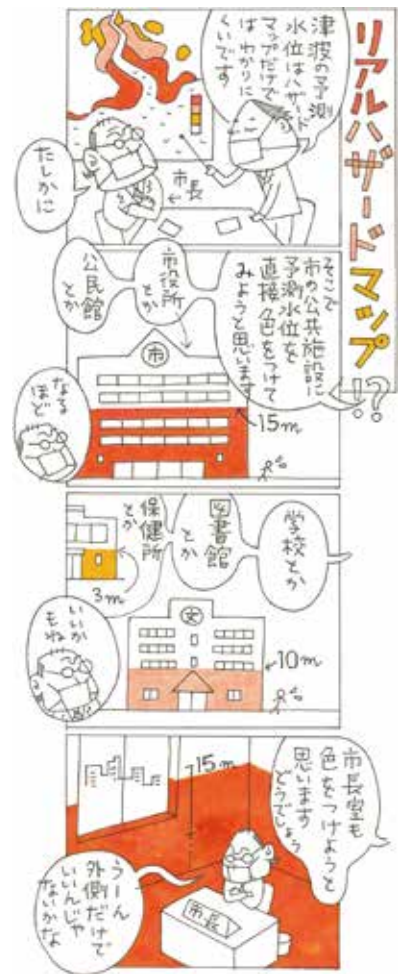 リアルハザードマップ!?
津波の予測
水位はハザード
マップだけで
はわかりに
くいです
市長
たしかに
そこで
市の公共施設に
予測水位を
直接色をつけて
みようと思います
市役所
とか
公民館
とか
市
15m
なる
ほど
学校とか
図書館
とか
保健所
とか
3m
文
10m
いいか
もね
市長室も
色をつけようと
思います
どうでしょう
15m
市長
うーん
外側だけで
いいんじゃ
ないかな